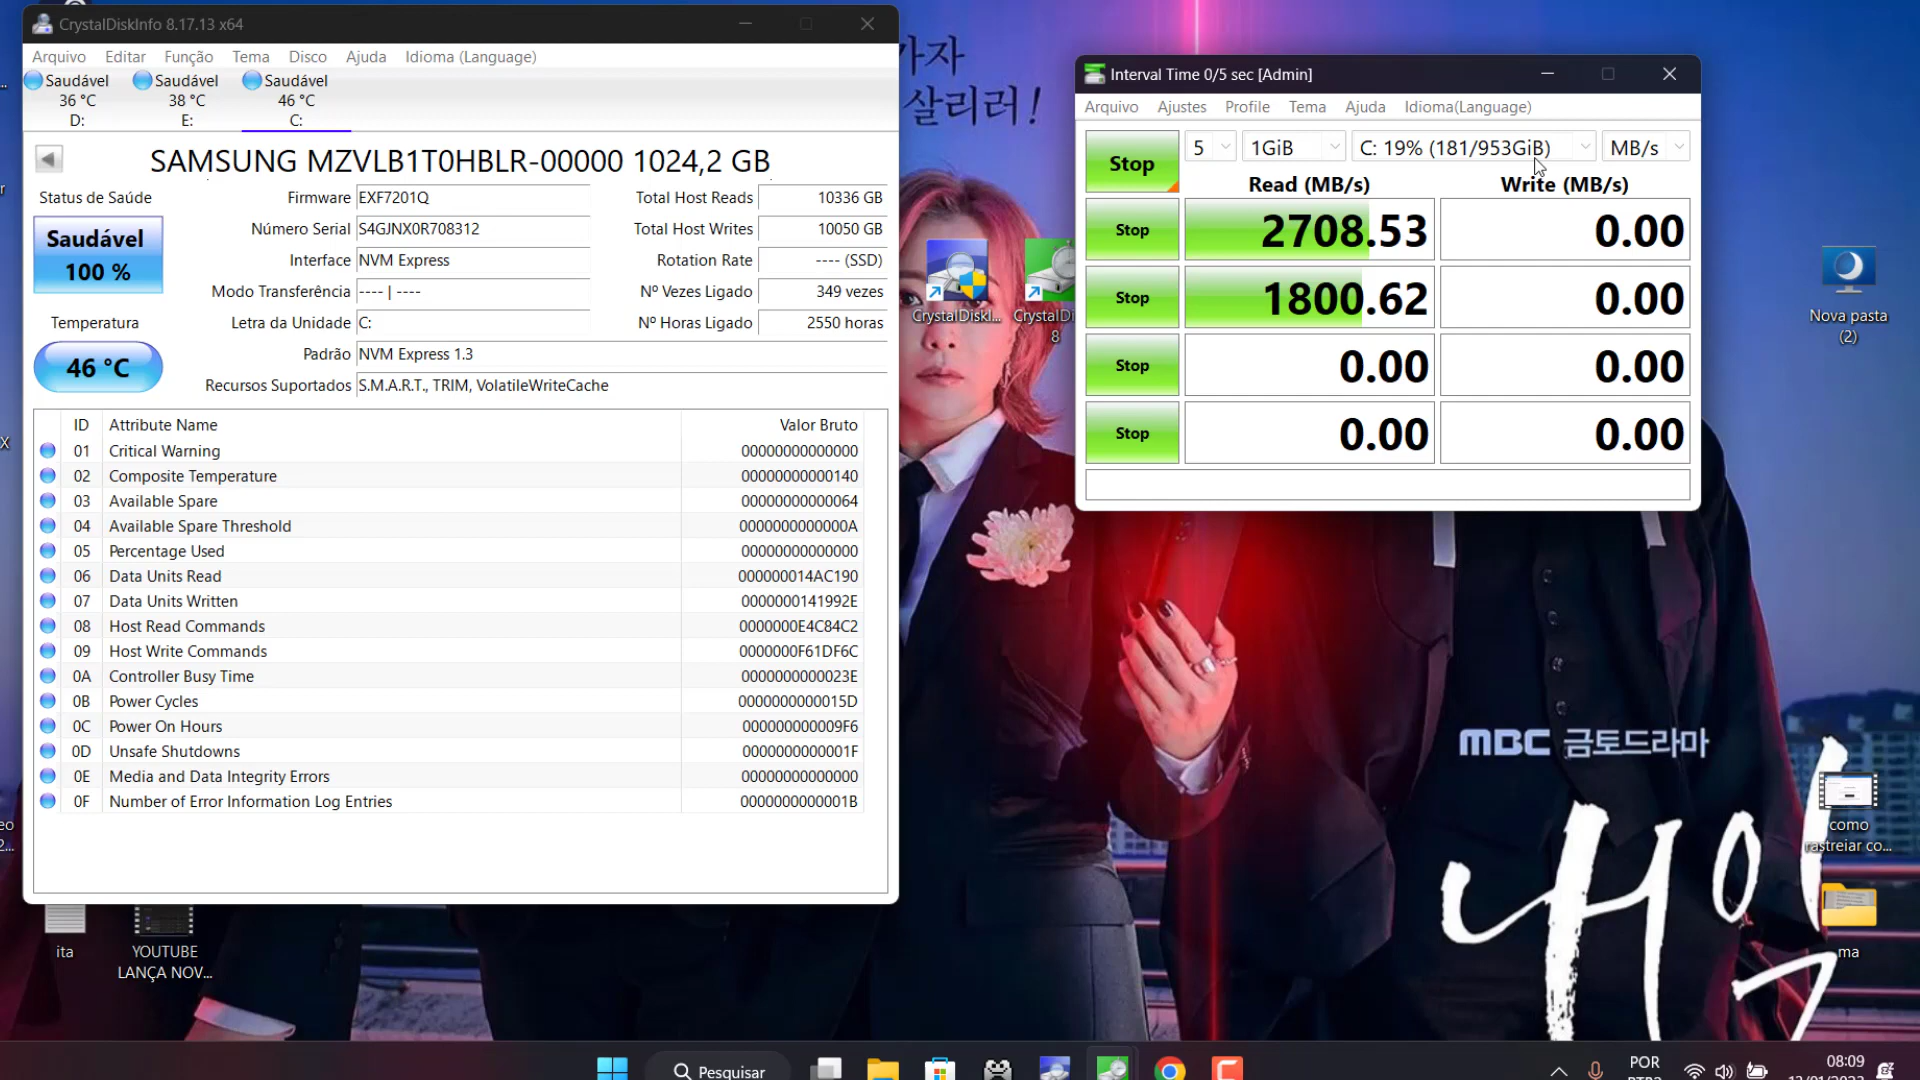 CrystalDiskInfo 8.17.13 x64
Arquivo Editar Função Tema Disco Ajuda Idioma (Language)
Saudável Saudável Saudável
36 °C 38 °C 46 °C
D: E: C:
SAMSUNG MZVLB1T0HBLR-00000 1024,2 GB
Status de Saúde
Saudável
100 %
Temperatura
46 °C
Firmware EXF7201Q
Número Serial S4GJNX0R708312
Interface NVM Express
Modo Transferência ---- | ----
Letra da Unidade C:
Padrão NVM Express 1.3
Recursos Suportados S.M.A.R.T., TRIM, VolatileWriteCache
Total Host Reads 10336 GB
Total Host Writes 10050 GB
Rotation Rate ---- (SSD)
Nº Vezes Ligado 349 vezes
Nº Horas Ligado 2550 horas
ID Attribute Name Valor Bruto
01 Critical Warning 00000000000000
02 Composite Temperature 00000000000140
03 Available Spare 00000000000064
04 Available Spare Threshold 0000000000000A
05 Percentage Used 00000000000000
06 Data Units Read 000000014AC190
07 Data Units Written 0000000141992E
08 Host Read Commands 0000000E4C84C2
09 Host Write Commands 0000000F61DF6C
0A Controller Busy Time 0000000000023E
0B Power Cycles 0000000000015D
0C Power On Hours 000000000009F6
0D Unsafe Shutdowns 0000000000001F
0E Media and Data Integrity Errors 00000000000000
0F Number of Error Information Log Entries 0000000000001B
가자
살리러!
Interval Time 0/5 sec [Admin]
Arquivo Ajustes Profile Tema Ajuda Idioma(Language)
Stop 5 1GiB C: 19% (181/953GiB) MB/s
Read (MB/s) Write (MB/s)
Stop 2708.53 0.00
Stop 1800.62 0.00
Stop 0.00 0.00
Stop 0.00 0.00
CrystalDiskI...
CrystalDi
8
Nova pasta
(2)
MBC 금토드라마
como
rastreiar co...
ma
ita
YOUTUBE
LANÇA NOV...
Pesquisar
POR
08:09